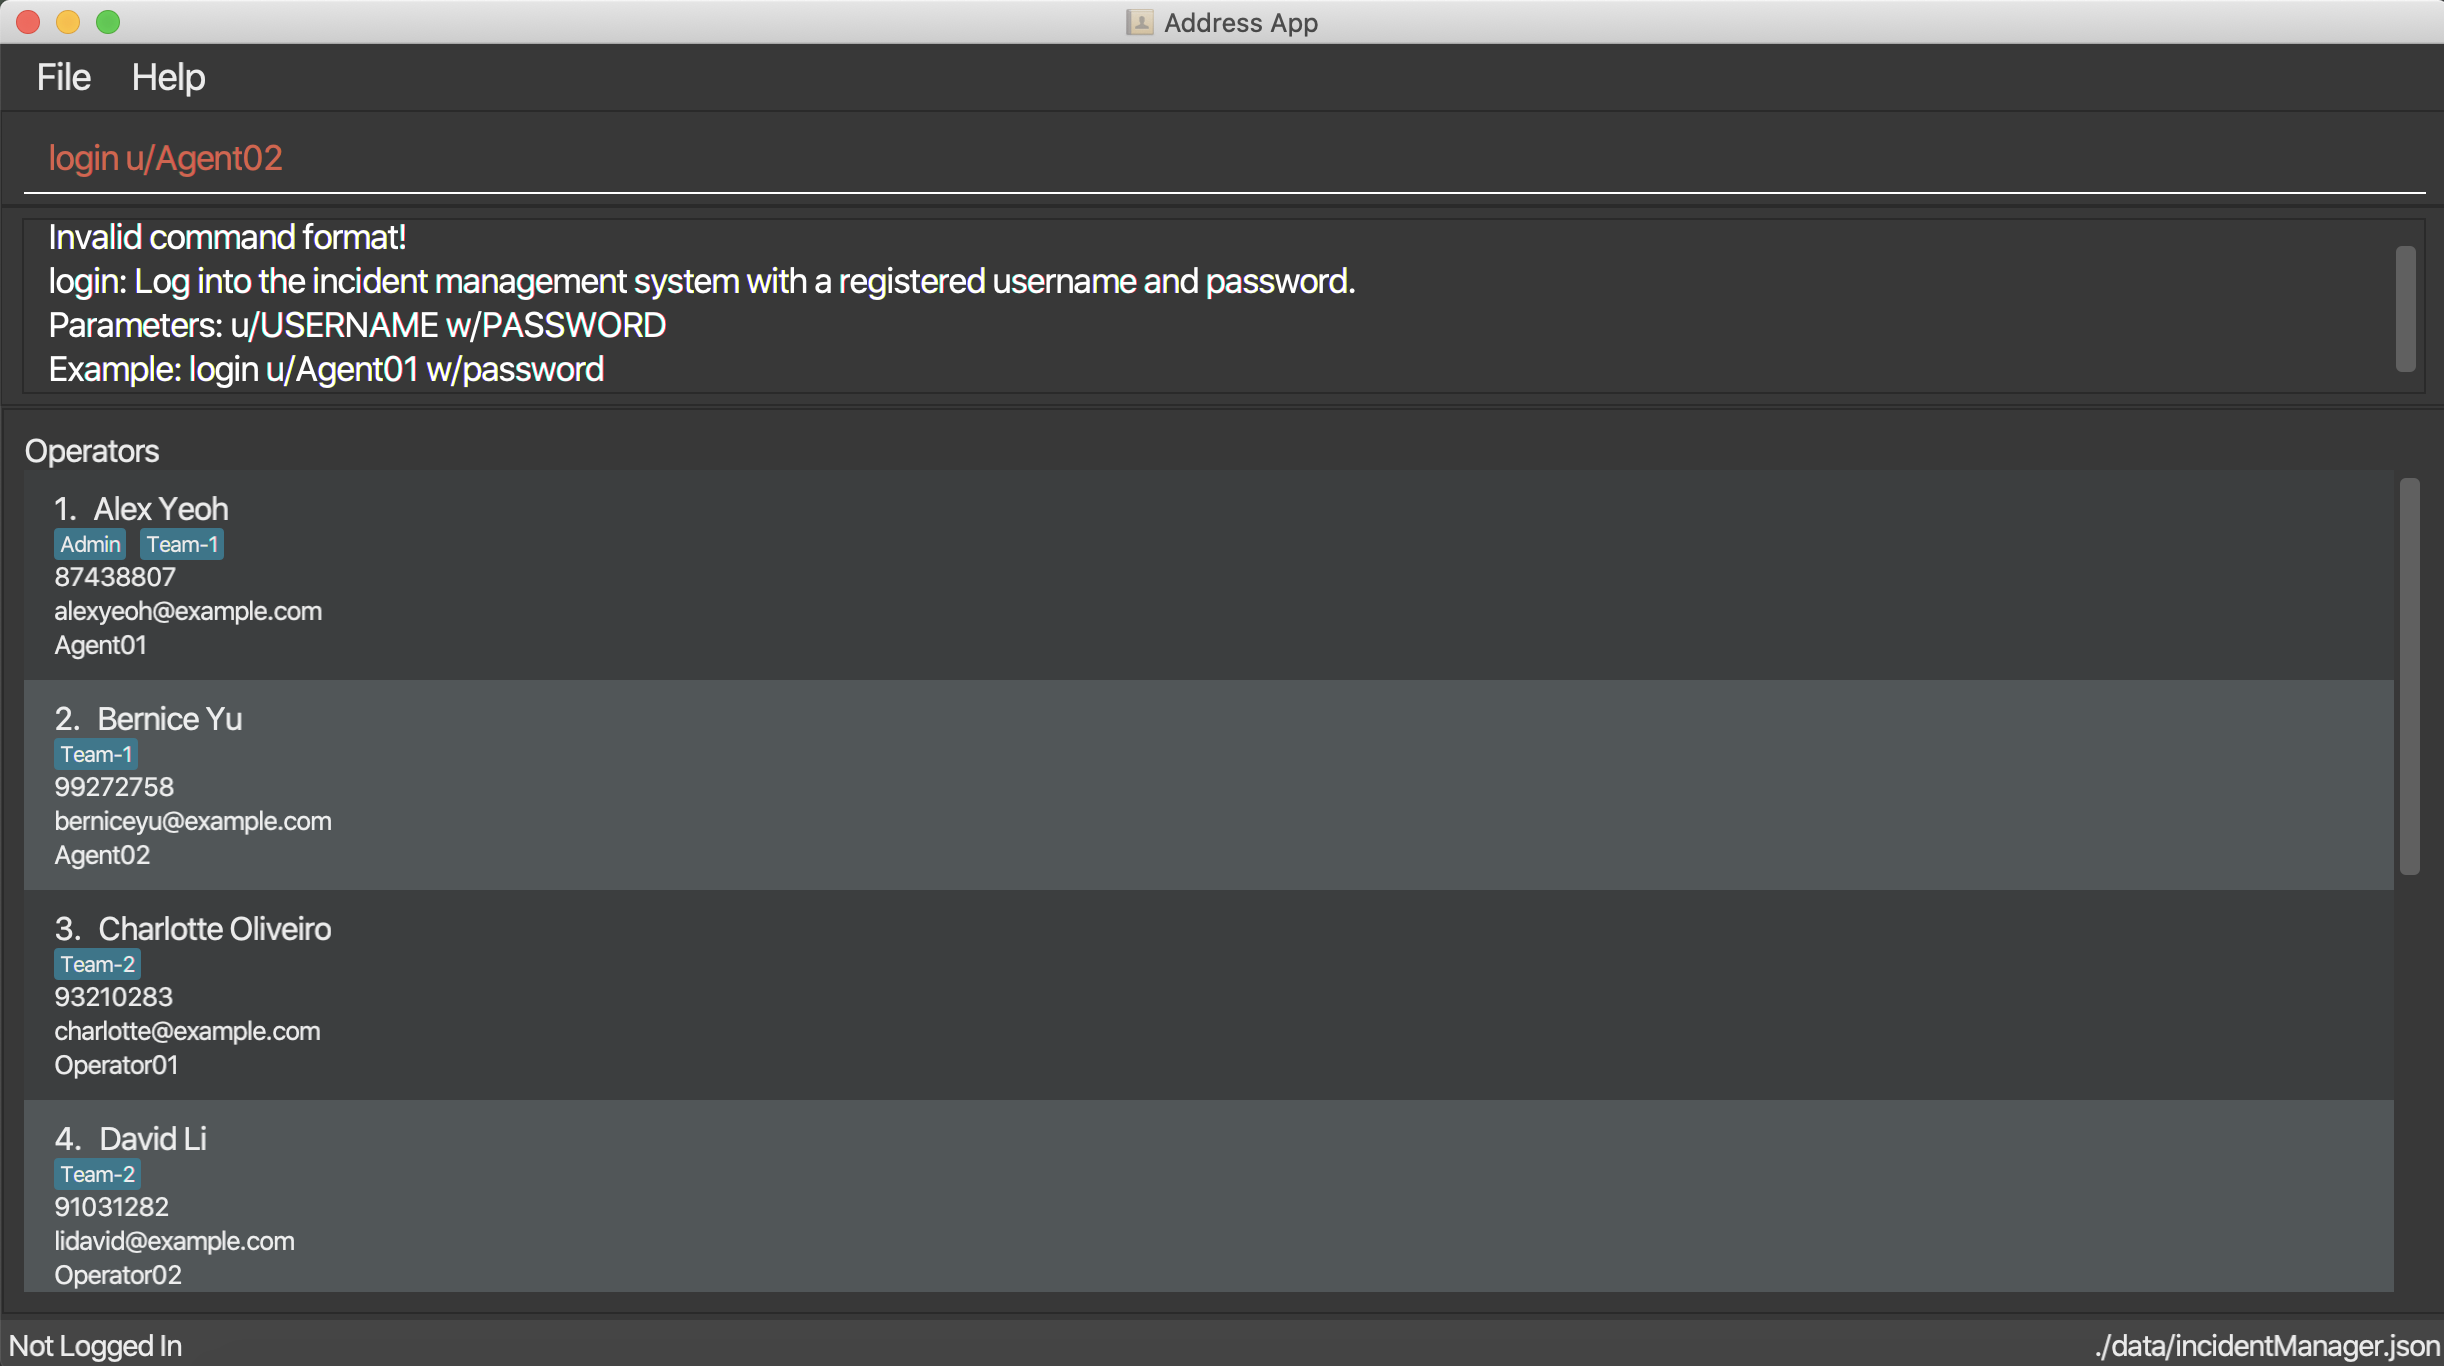 Address App
File Help
login u/Agent02
Invalid command format!
login: Log into the incident management system with a registered username and password.
Parameters: u/USERNAME w/PASSWORD
Example: login u/Agent01 w/password
Operators
1. Alex Yeoh
Admin Team-1
87438807
alexyeoh@example.com
Agent01
2. Bernice Yu
Team-1
99272758
berniceyu@example.com
Agent02
3. Charlotte Oliveiro
Team-2
93210283
charlotte@example.com
Operator01
4. David Li
Team-2
91031282
lidavid@example.com
Operator02
Not Logged In ./data/incidentManager.json